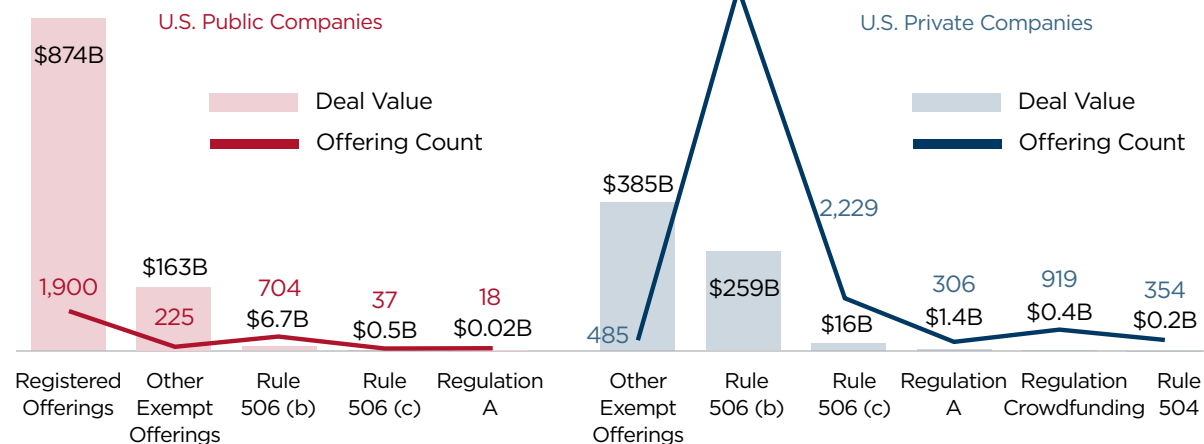 U.S. Public Companies
$874B
Deal Value
Offering Count
1,900
$163B
225
704
$6.7B
37
$0.5B
18
$0.02B
Registered
Offerings
Other
Exempt
Offerings
Rule
506 (b)
Rule
506 (c)
Regulation
A
U.S. Private Companies
Deal Value
Offering Count
$385B
485
$259B
2,229
$16B
306
$1.4B
919
$0.4B
354
$0.2B
Other
Exempt
Offerings
Rule
506 (b)
Rule
506 (c)
Regulation
A
Regulation
Crowdfunding
Rule
504